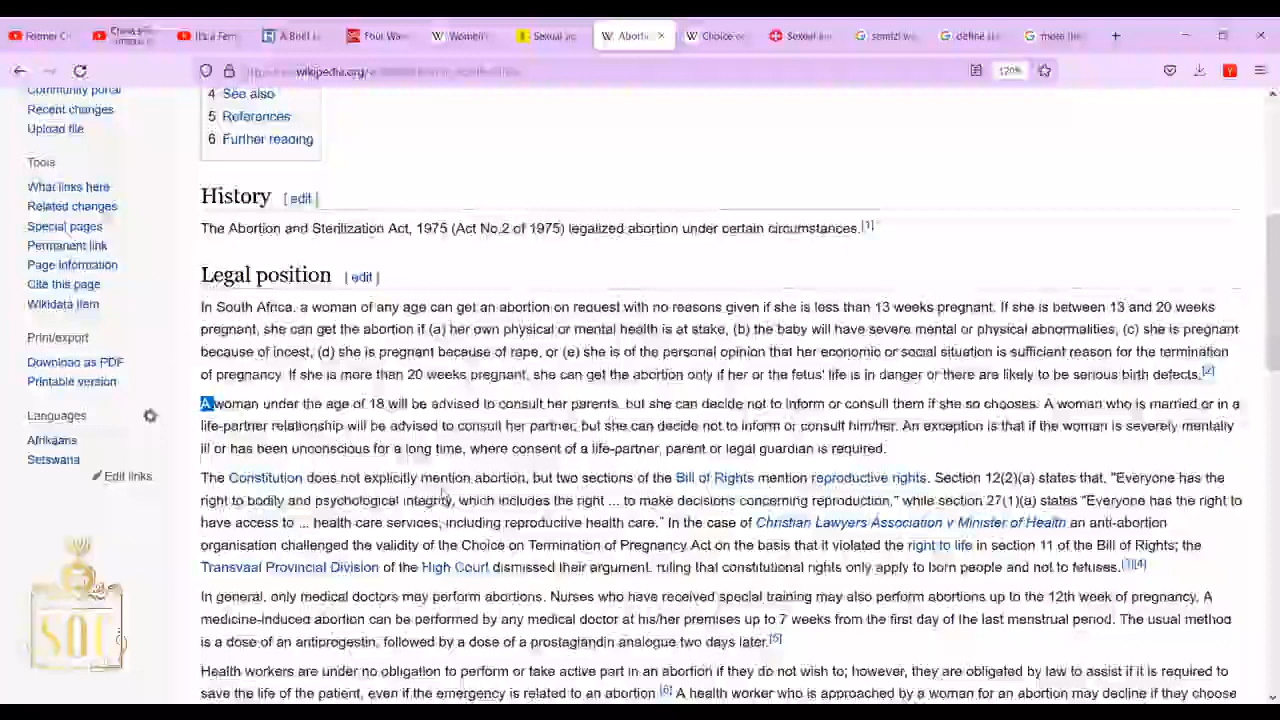 Former C
China's
It's a Fem
A Brief
Four Wav
Women'
Sexual an
Aborti
Choice o
Sexual an
define
more the
wikipedia.org
120%
Community portal
Recent changes
Upload file
Tools
What links here
Related changes
Special pages
Permanent link
Page information
Cite this page
Wikidata item
Print/export
Download as PDF
Printable version
Languages
Afrikaans
Setswana
Edit links
4 See also
5 References
6 Further reading
History [ edit ]
The Abortion and Sterilization Act, 1975 (Act No.2 of 1975) legalized abortion under certain circumstances.[1]
Legal position [ edit ]
In South Africa, a woman of any age can get an abortion on request with no reasons given if she is less than 13 weeks pregnant. If she is between 13 and 20 weeks
pregnant, she can get the abortion if (a) her own physical or mental health is at stake, (b) the baby will have severe mental or physical abnormalities, (c) she is pregnant
because of incest, (d) she is pregnant because of rape, or (e) she is of the personal opinion that her economic or social situation is sufficient reason for the termination
of pregnancy. If she is more than 20 weeks pregnant, she can get the abortion only if her or the fetus' life is in danger or there are likely to be serious birth defects.[2]
A woman under the age of 18 will be advised to consult her parents, but she can decide not to inform or consult them if she so chooses. A woman who is married or in a
life-partner relationship will be advised to consult her partner, but she can decide not to inform or consult him/her. An exception is that if the woman is severely mentally
ill or has been unconscious for a long time, where consent of a life-partner, parent or legal guardian is required.
The Constitution does not explicitly mention abortion, but two sections of the Bill of Rights mention reproductive rights. Section 12(2)(a) states that, "Everyone has the
right to bodily and psychological integrity, which includes the right ... to make decisions concerning reproduction," while section 27(1)(a) states "Everyone has the right to
have access to ... health care services, including reproductive health care." In the case of Christian Lawyers Association v Minister of Health an anti-abortion
organisation challenged the validity of the Choice on Termination of Pregnancy Act on the basis that it violated the right to life in section 11 of the Bill of Rights; the
Transvaal Provincial Division of the High Court dismissed their argument, ruling that constitutional rights only apply to born people and not to fetuses.[3][4]
In general, only medical doctors may perform abortions. Nurses who have received special training may also perform abortions up to the 12th week of pregnancy. A
medicine-induced abortion can be performed by any medical doctor at his/her premises up to 7 weeks from the first day of the last menstrual period. The usual method
is a dose of an antiprogestin, followed by a dose of a prostaglandin analogue two days later.[5]
Health workers are under no obligation to perform or take active part in an abortion if they do not wish to; however, they are obligated by law to assist if it is required to
save the life of the patient, even if the emergency is related to an abortion.[6] A health worker who is approached by a woman for an abortion may decline if they choose
SOC